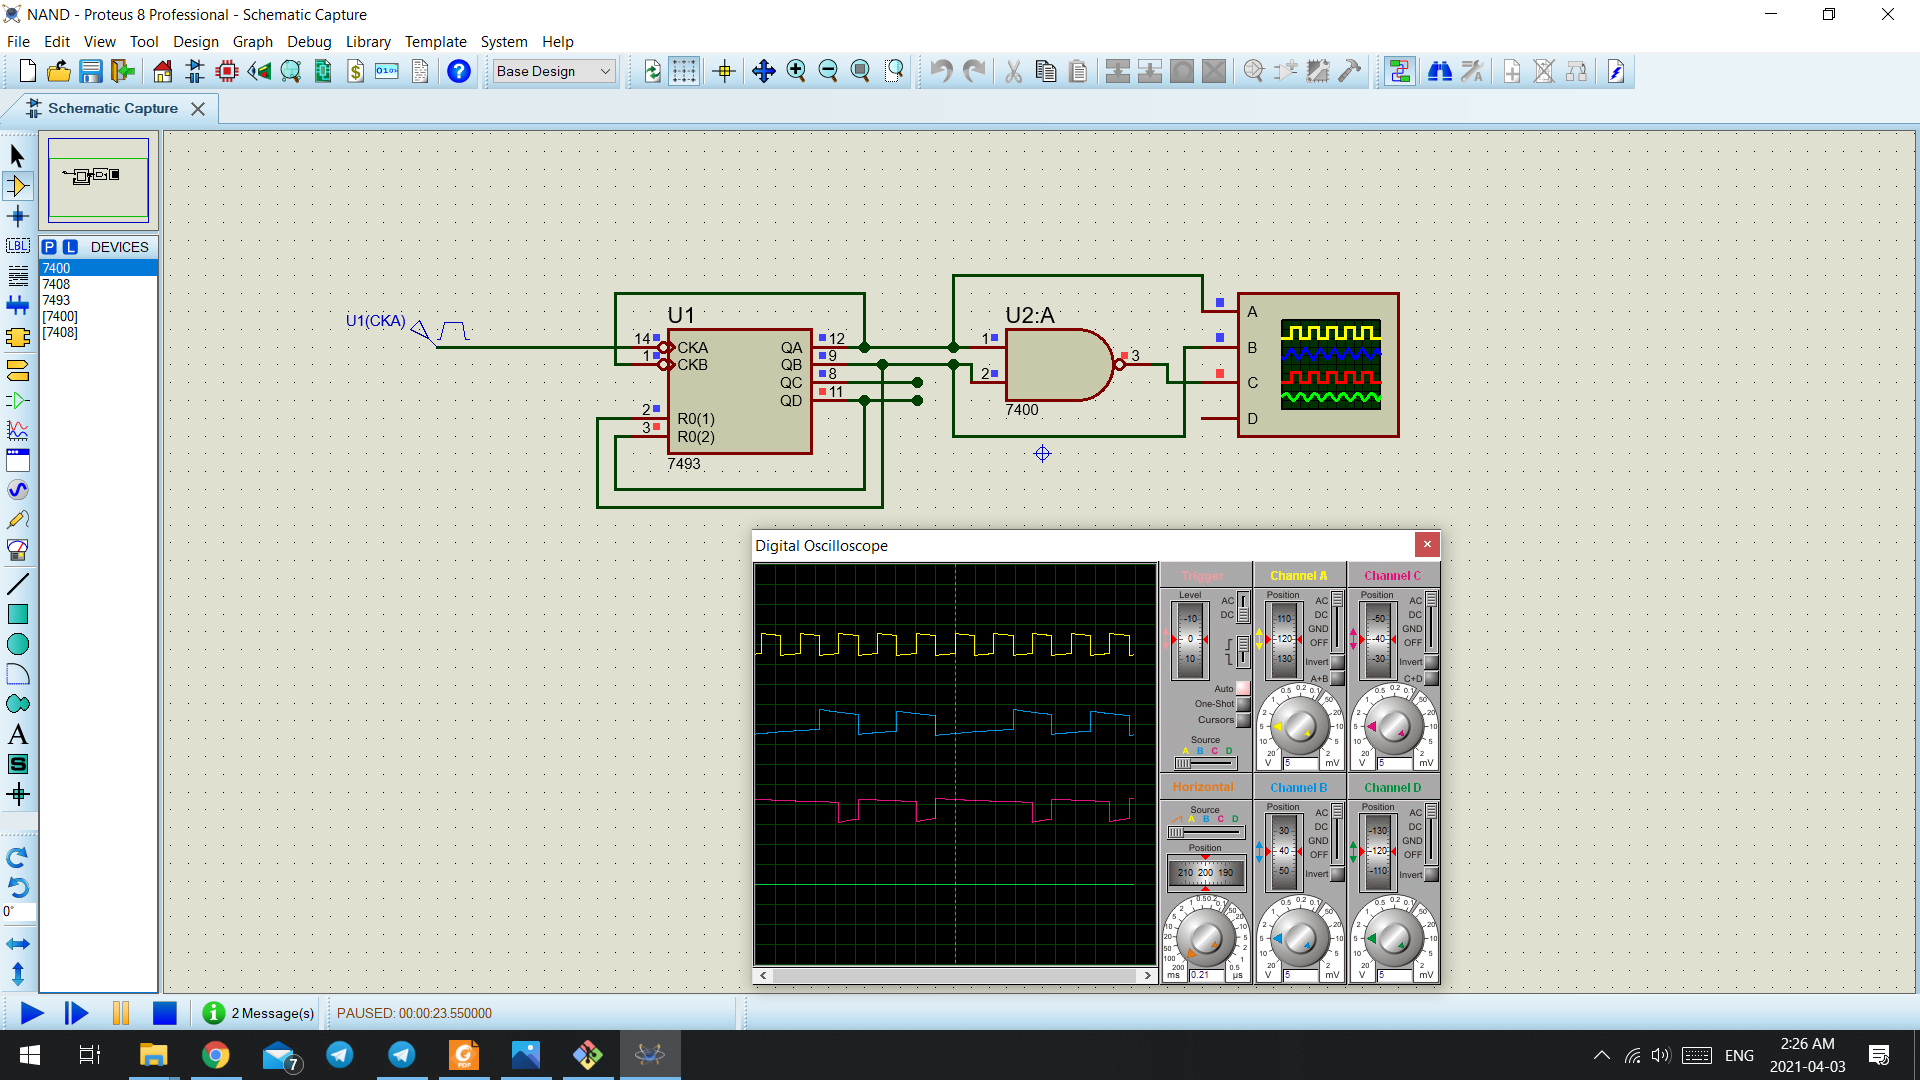 NAND - Proteus 8 Professional - Schematic Capture
File Edit View Tool Design Graph Debug Library Template System Help
Base Design
Schematic Capture
P L DEVICES
7400
7408
7493
[7400]
[7408]
LBL
A
S
0°
U1(CKA)
U1
14 CKA QA 12
1 CKB QB 9
QC 8
QD 11
2 R0(1)
3 R0(2)
7493
U2:A
1
2
3
7400
A
B
C
D
Digital Oscilloscope
Trigger
Level
AC
DC
-10
0
10
Auto
One-Shot
Cursors
Source
A B C D
Channel A
Position
AC
DC
GND
OFF
Invert
A+B
110
120
130
V 5 mV
Channel C
Position
AC
DC
GND
OFF
Invert
C+D
-50
-40
-30
V 5 mV
Horizontal
Source
A B C D
Position
210 200 190
ms 0.21 µs
Channel B
Position
AC
DC
GND
OFF
Invert
30
40
50
V 5 mV
Channel D
Position
AC
DC
GND
OFF
Invert
-130
-120
-110
V 5 mV
2 Message(s)
PAUSED: 00:00:23.550000
7
ENG
2:26 AM
2021-04-03